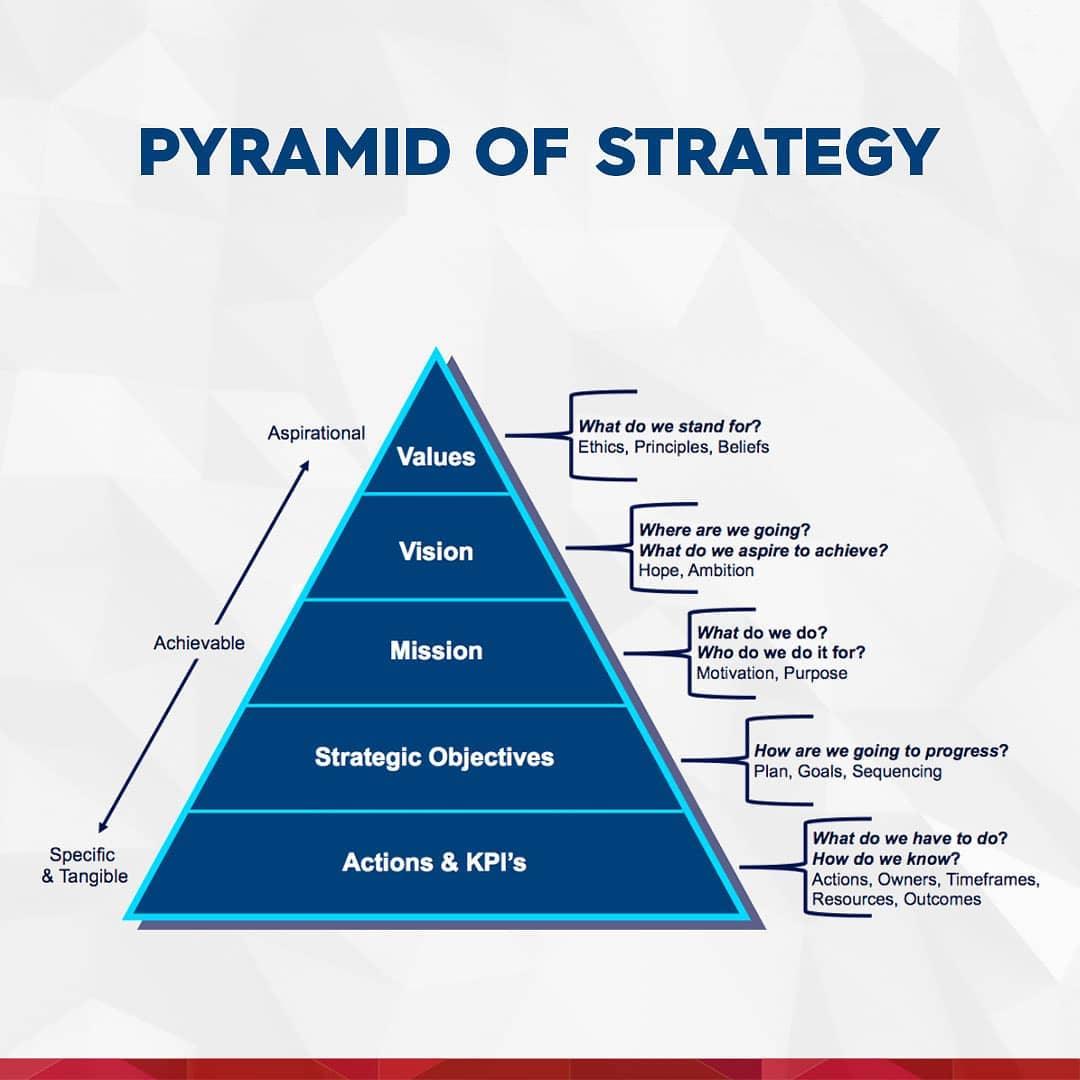 PYRAMID OF STRATEGY
Aspirational
Achievable
Specific
& Tangible
Values
What do we stand for?
Ethics, Principles, Beliefs
Vision
Where are we going?
What do we aspire to achieve?
Hope, Ambition
Mission
What do we do?
Who do we do it for?
Motivation, Purpose
Strategic Objectives
How are we going to progress?
Plan, Goals, Sequencing
Actions & KPI’s
What do we have to do?
How do we know?
Actions, Owners, Timeframes,
Resources, Outcomes